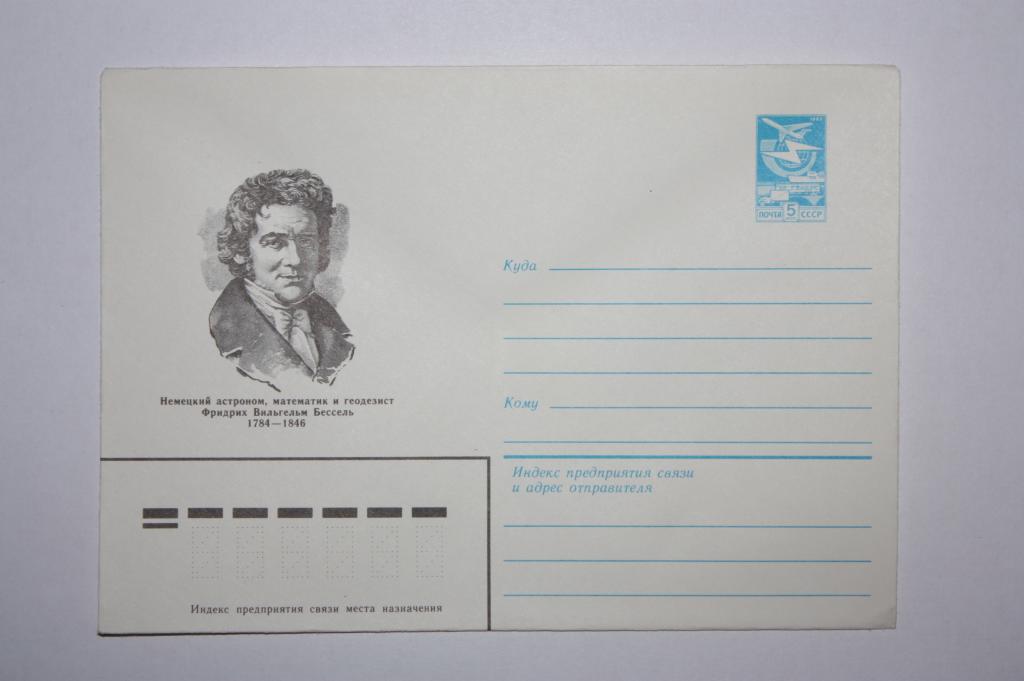 Немецкий астроном, математик и геодезист
Фридрих Вильгельм Бессель
1784—1846
ПОЧТА 5 СССР
Куда
Кому
Индекс предприятия связи
и адрес отправителя
Индекс предприятия связи места назначения